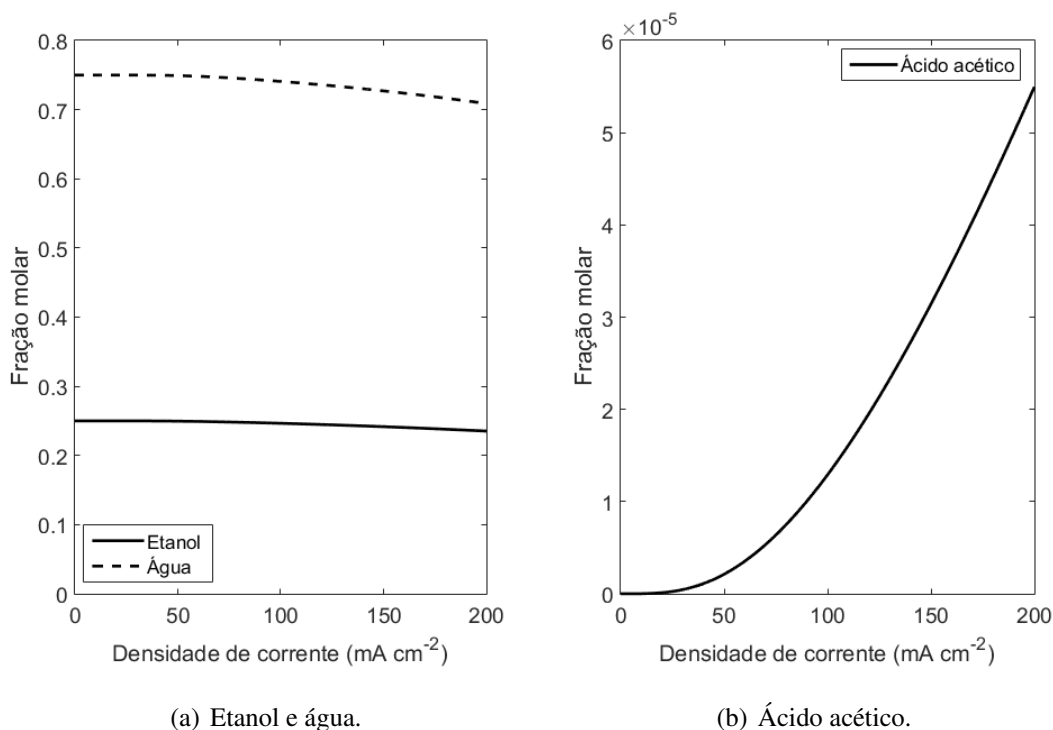 0.8
0.7
0.6
0.5
0.4
0.3
0.2
0.1
0
Fração molar
Etanol
Água
0 50 100 150 200
Densidade de corrente (mA cm⁻²)
(a) Etanol e água.
×10⁻⁵
6
5
4
3
2
1
0
Fração molar
Ácido acético
0 50 100 150 200
Densidade de corrente (mA cm⁻²)
(b) Ácido acético.